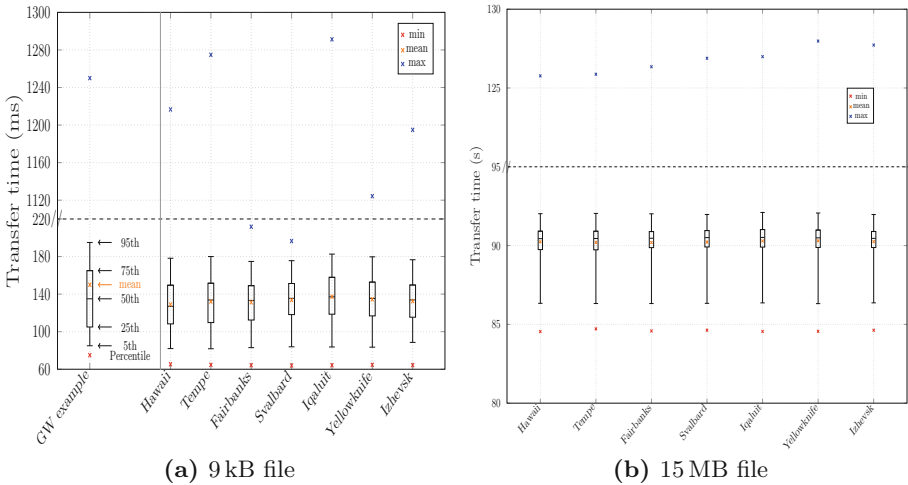 1300
1280
1240
1200
1160
1120
220
180
140
100
60
Transfer time (ms)
min
mean
max
95th
75th
mean
50th
25th
5th
Percentile
GW example
Hawaii
Tempe
Fairbanks
Svalbard
Iqaluit
Yellowknife
Izhevsk
(a) 9 kB file
130
125
95
90
85
80
Transfer time (s)
min
mean
max
Hawaii
Tempe
Fairbanks
Svalbard
Iqaluit
Yellowknife
Izhevsk
(b) 15 MB file